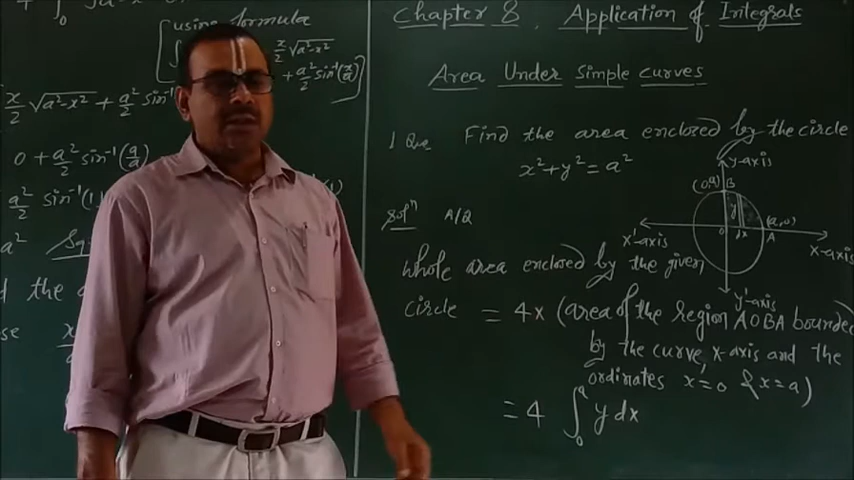 using formula
x/2 √a²-x²
+ a²/2 sin⁻¹(x/a)
x/2 √a²-x² + a²/2 sin⁻¹
0 + a²/2 sin⁻¹(a/a)
a²/2 sin⁻¹(1)
Chapter 8 Application of Integrals
Area Under Simple curves
1 Que Find the area enclosed by the circle
x² + y² = a²
y-axis
(0,a) B
y
(a,0)
x'-axis
0 dx A
x-axis
y'-axis
Solⁿ A/Q
whole area enclosed by the given
circle = 4x (area of the region AOBA bounded
by the curve, x-axis and the
ordinates x=0 & x=a)
= 4 ∫₀ᵃ y dx